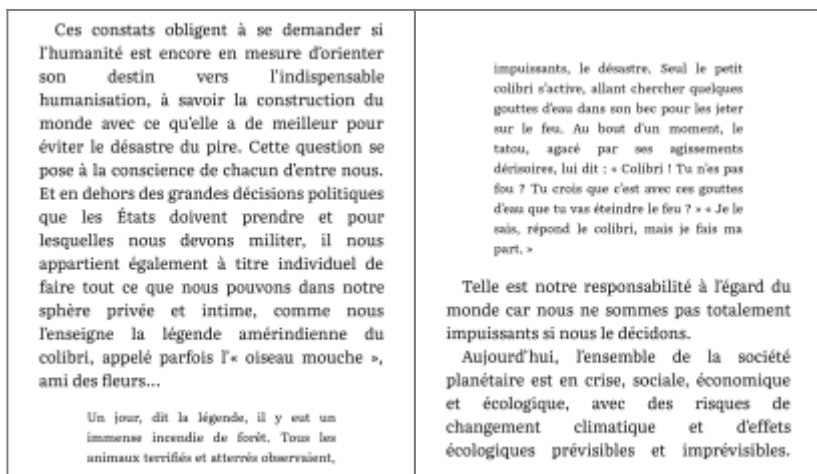 Ces constats obligent à se demander si
l'humanité est encore en mesure d'orienter
son destin vers l'indispensable
humanisation, à savoir la construction du
monde avec ce qu'elle a de meilleur pour
éviter le désastre du pire. Cette question se
pose à la conscience de chacun d'entre nous.
Et en dehors des grandes décisions politiques
que les États doivent prendre et pour
lesquelles nous devons militer, il nous
appartient également à titre individuel de
faire tout ce que nous pouvons dans notre
sphère privée et intime, comme nous
l'enseigne la légende amérindienne du
colibri, appelé parfois l'« oiseau mouche »,
ami des fleurs...
Un jour, dit la légende, il y eut un
immense incendie de forêt. Tous les
animaux terrifiés et atterrés observaient,
impuissants, le désastre. Seul le petit
colibri s'active, allant chercher quelques
gouttes d'eau dans son bec pour les jeter
sur le feu. Au bout d'un moment, le
tatou, agacé par ses agissements
dérisoires, lui dit : « Colibri ! Tu n'es pas
fou ? Tu crois que c'est avec ces gouttes
d'eau que tu vas éteindre le feu ? » « Je le
sais, répond le colibri, mais je fais ma
part. »
Telle est notre responsabilité à l'égard du
monde car nous ne sommes pas totalement
impuissants si nous le décidons.
Aujourd'hui, l'ensemble de la société
planétaire est en crise, sociale, économique
et écologique, avec des risques de
changement climatique et d'effets
écologiques prévisibles et imprévisibles.